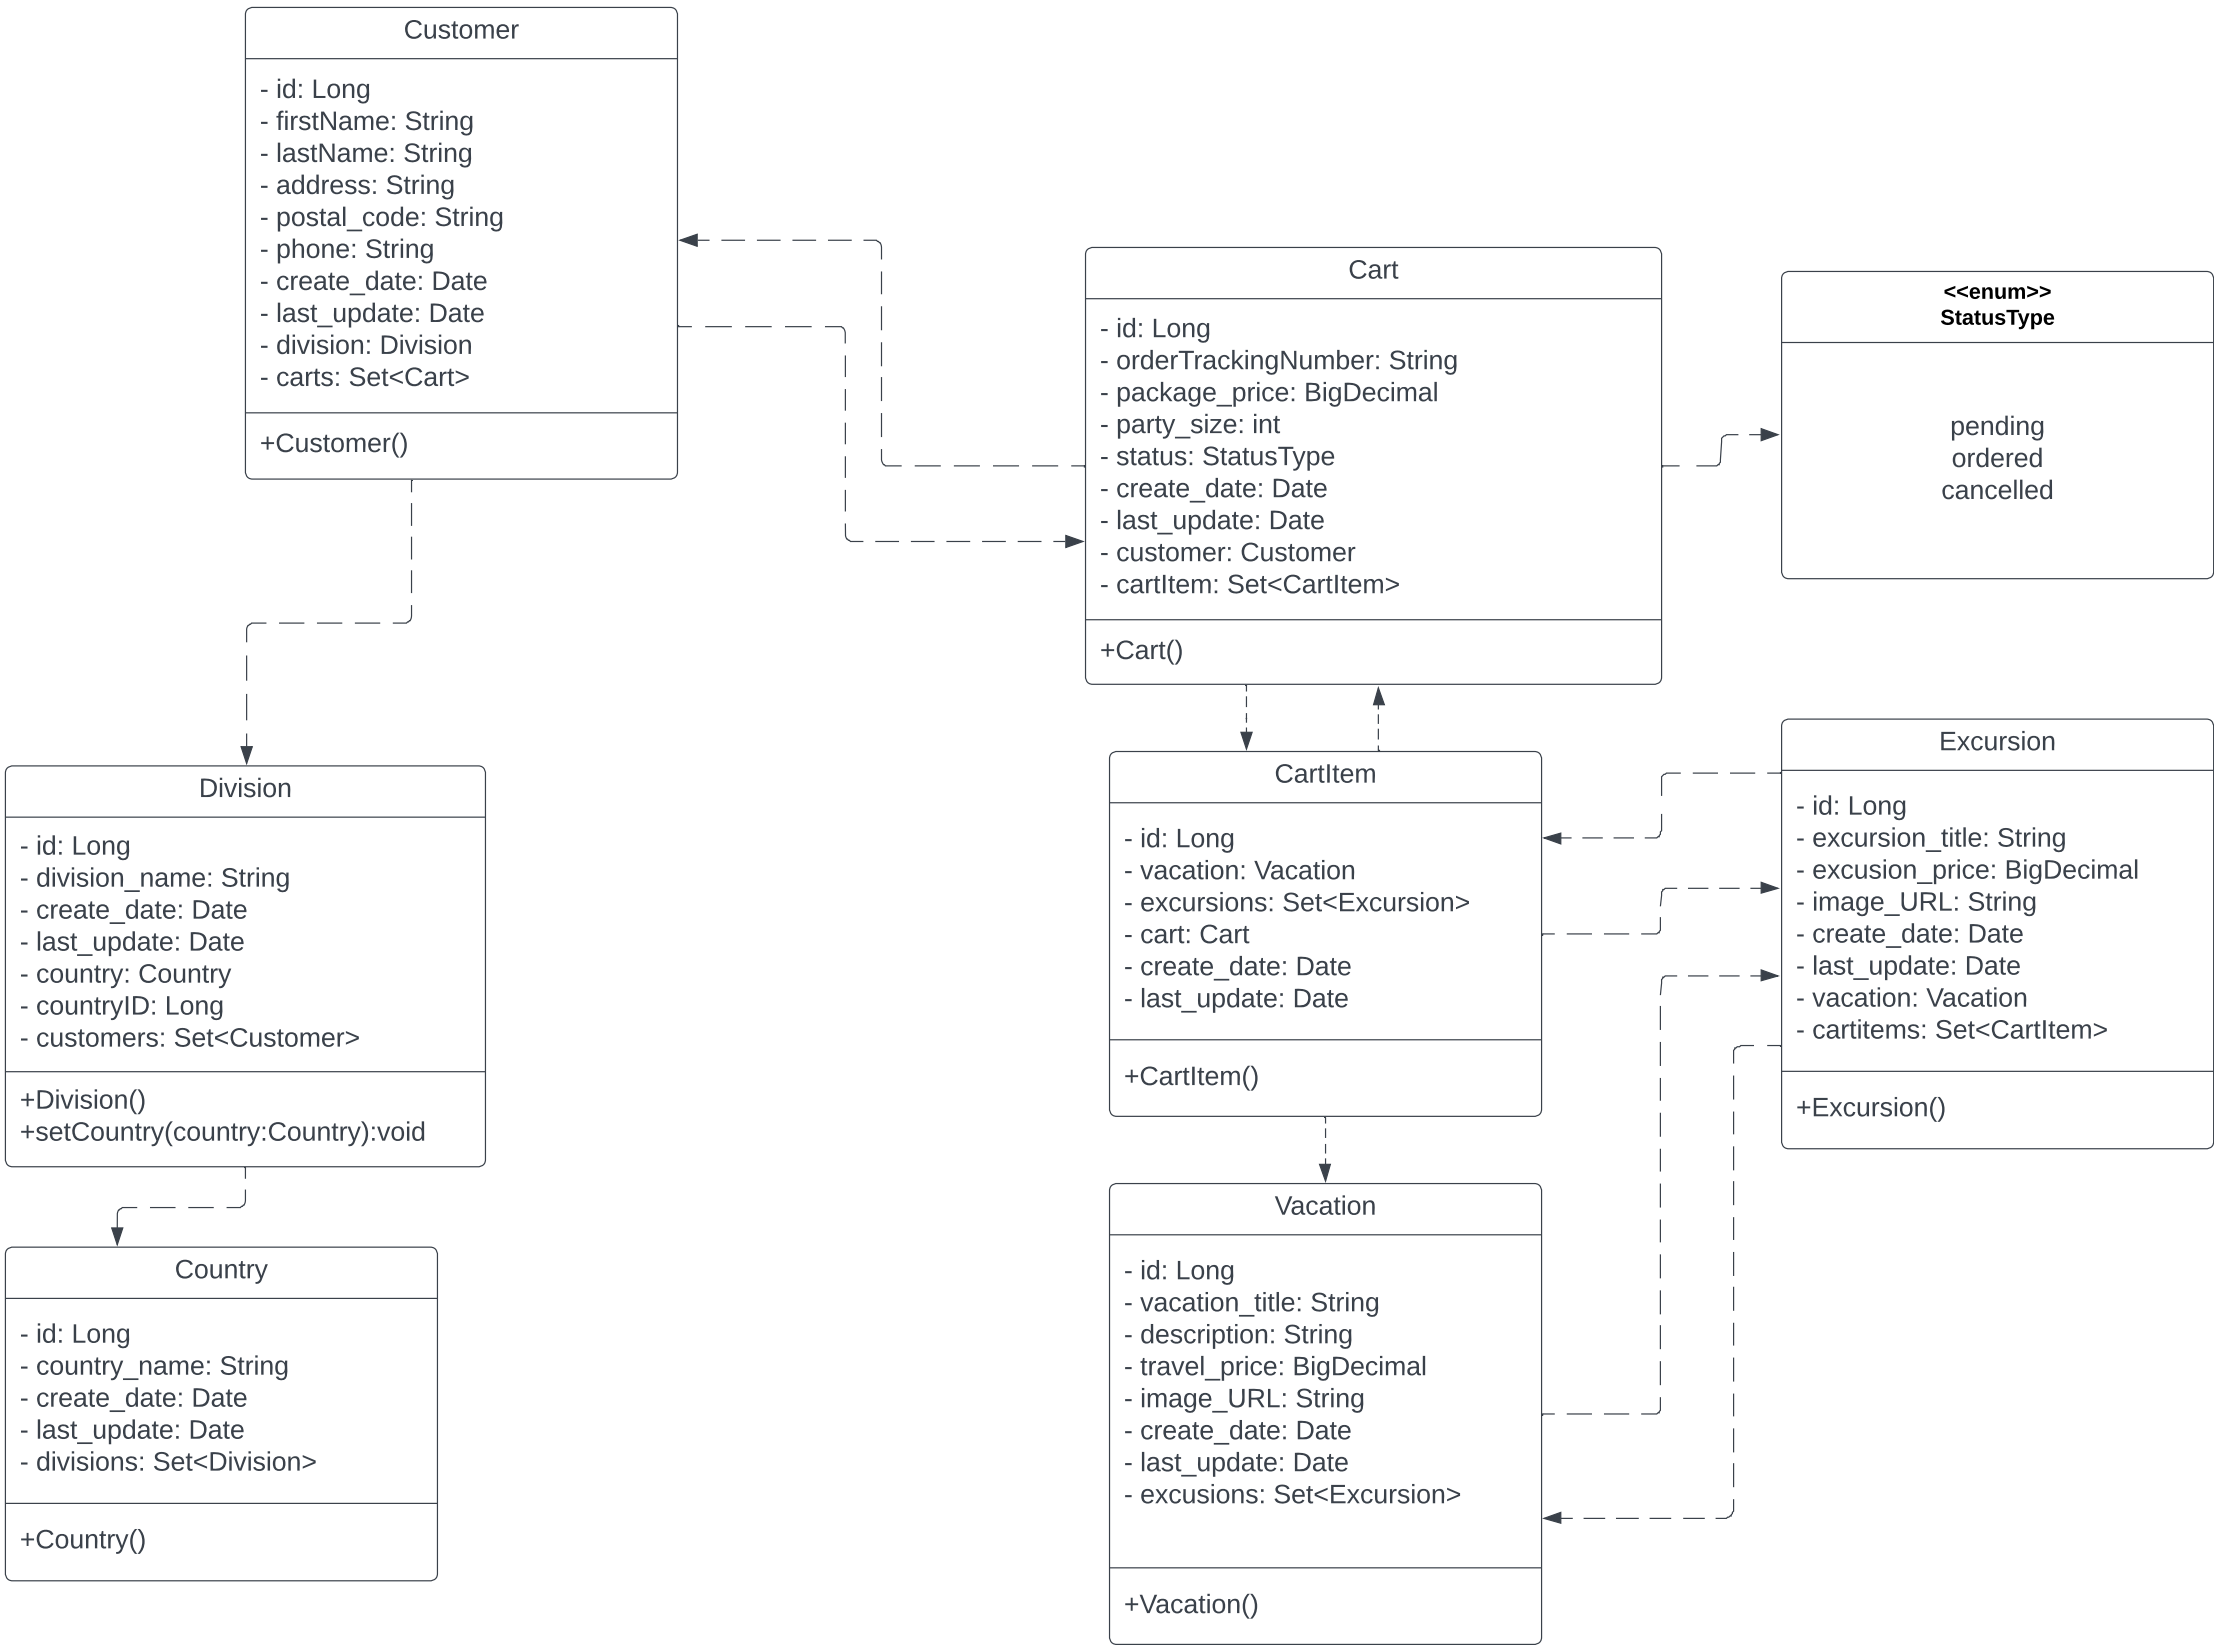 Customer
- id: Long
- firstName: String
- lastName: String
- address: String
- postal_code: String
- phone: String
- create_date: Date
- last_update: Date
- division: Division
- carts: Set<Cart>
+Customer()
Cart
- id: Long
- orderTrackingNumber: String
- package_price: BigDecimal
- party_size: int
- status: StatusType
- create_date: Date
- last_update: Date
- customer: Customer
- cartItem: Set<CartItem>
+Cart()
<<enum>>
StatusType
pending
ordered
cancelled
Division
- id: Long
- division_name: String
- create_date: Date
- last_update: Date
- country: Country
- countryID: Long
- customers: Set<Customer>
+Division()
+setCountry(country:Country):void
CartItem
- id: Long
- vacation: Vacation
- excursions: Set<Excursion>
- cart: Cart
- create_date: Date
- last_update: Date
+CartItem()
Excursion
- id: Long
- excursion_title: String
- excusion_price: BigDecimal
- image_URL: String
- create_date: Date
- last_update: Date
- vacation: Vacation
- cartitems: Set<CartItem>
+Excursion()
Country
- id: Long
- country_name: String
- create_date: Date
- last_update: Date
- divisions: Set<Division>
+Country()
Vacation
- id: Long
- vacation_title: String
- description: String
- travel_price: BigDecimal
- image_URL: String
- create_date: Date
- last_update: Date
- excusions: Set<Excursion>
+Vacation()